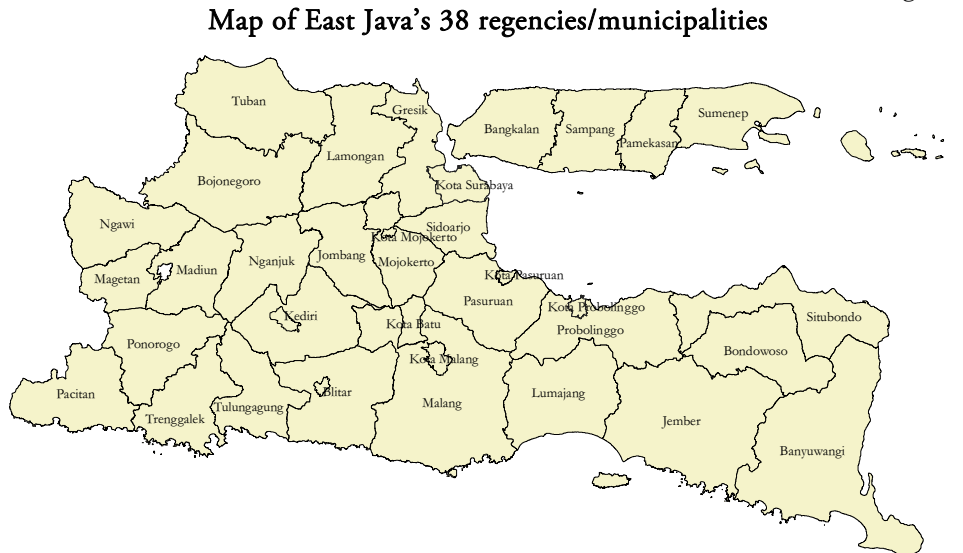 Map of East Java’s 38 regencies/municipalities
Tuban
Gresik
Bangkalan
Sampang
Pamekasan
Sumenep
Lamongan
Bojonegoro
Kota Surabaya
Ngawi
Sidoarjo
Kota Mojokerto
Magetan
Madiun
Nganjuk
Jombang
Mojokerto
Kota Pasuruan
Pasuruan
Kota Probolinggo
Kediri
Kota Batu
Probolinggo
Situbondo
Ponorogo
Kota Malang
Bondowoso
Pacitan
Blitar
Lumajang
Trenggalek
Tulungagung
Malang
Jember
Banyuwangi